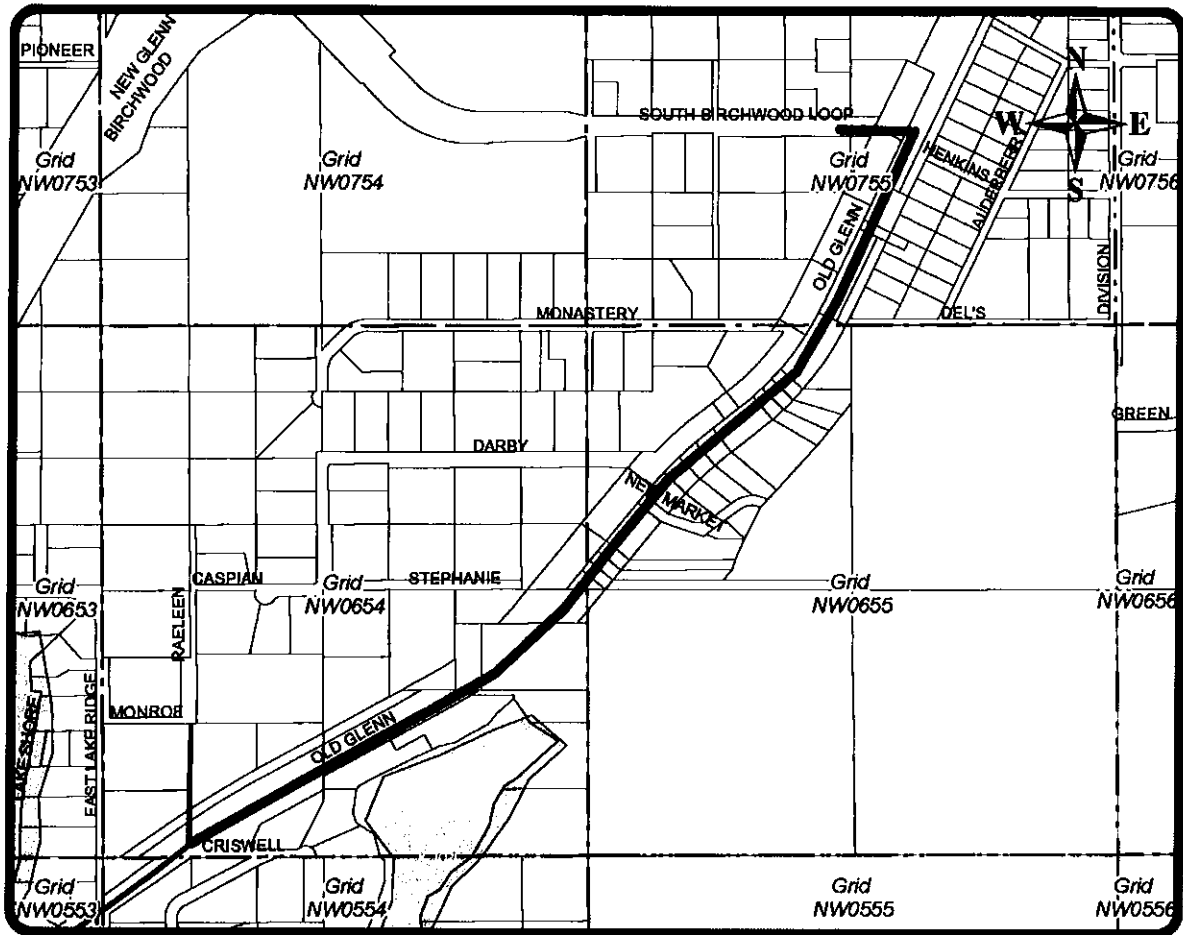 PIONEER
NEW GLENN
BIRCHWOOD
N
SOUTH BIRCHWOOD LOOP
W
E
S
Grid
NW0753
Grid
NW0754
Grid
NW0755
HENKINS
Grid
NW0756
OLD GLENN
DIVISION
MONASTERY
DEL'S
GREEN
DARBY
NEW MARKET
CASPIAN
STEPHANIE
Grid
NW0653
Grid
NW0654
Grid
NW0655
Grid
NW0656
RAELEEN
LAKE SHORE
EAST LAKE RIDGE
MONROE
OLD GLENN
CRISWELL
Grid
NW0553
Grid
NW0554
Grid
NW0555
Grid
NW0556